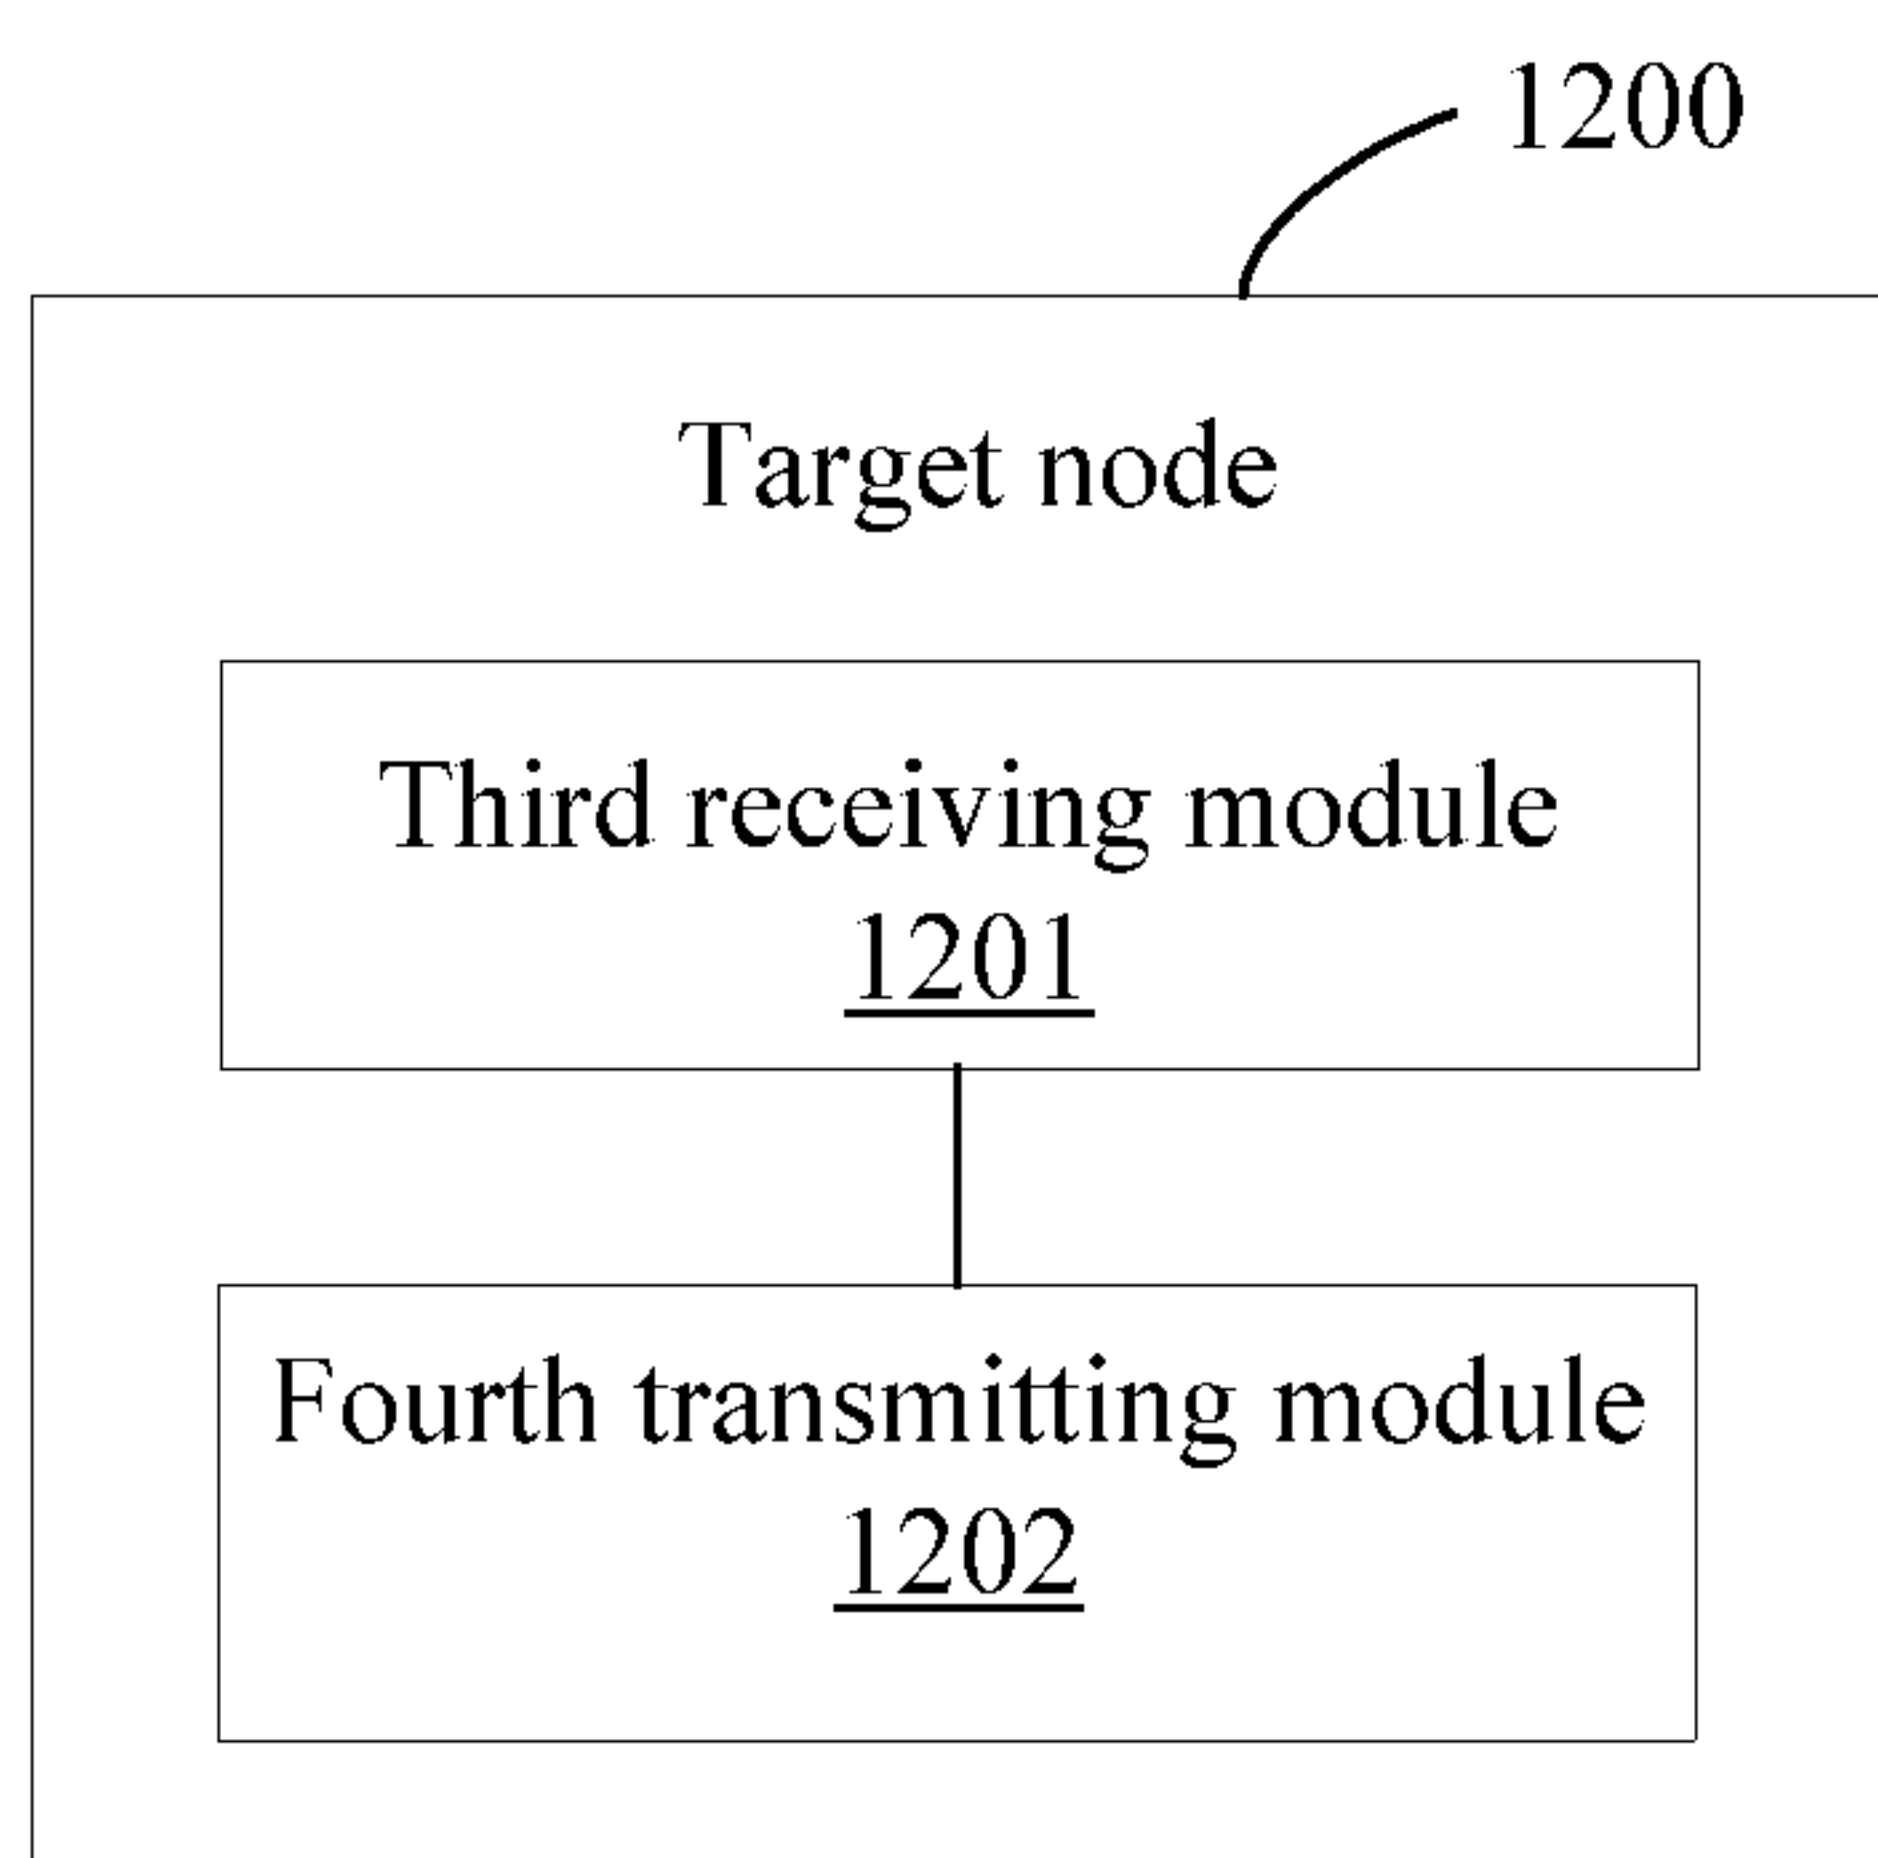 1200
Target node
Third receiving module
1201
Fourth transmitting module
1202